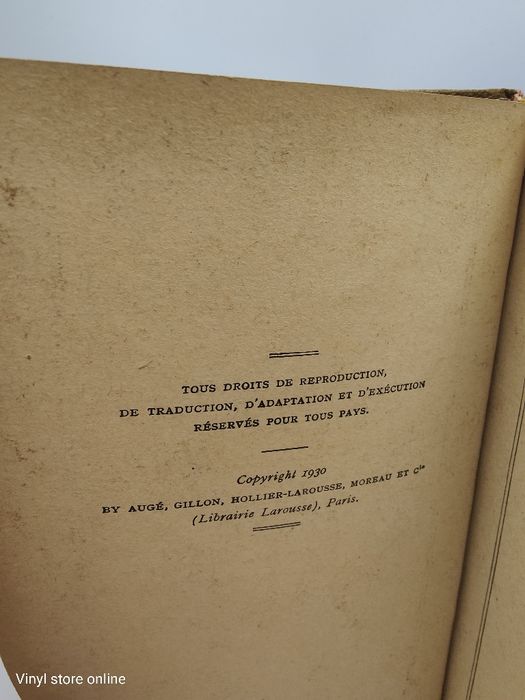 TOUS DROITS DE REPRODUCTION,
DE TRADUCTION, D'ADAPTATION ET D'EXÉCUTION
RÉSERVÉS POUR TOUS PAYS.
Copyright 1930
BY AUGÉ, GILLON, HOLLIER-LAROUSSE, MOREAU ET Cie
(Librairie Larousse), Paris.
Vinyl store online